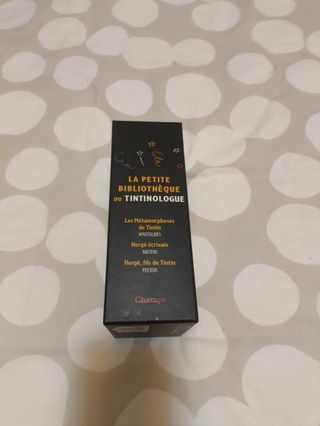 LA PETITE
BIBLIOTHÈQUE
DU TINTINOLOGUE
Les Métamorphoses
de Tintin
APOSTOLIDÈS
Hergé écrivain
BAETENS
Hergé, fils de Tintin
PEETERS
Champs